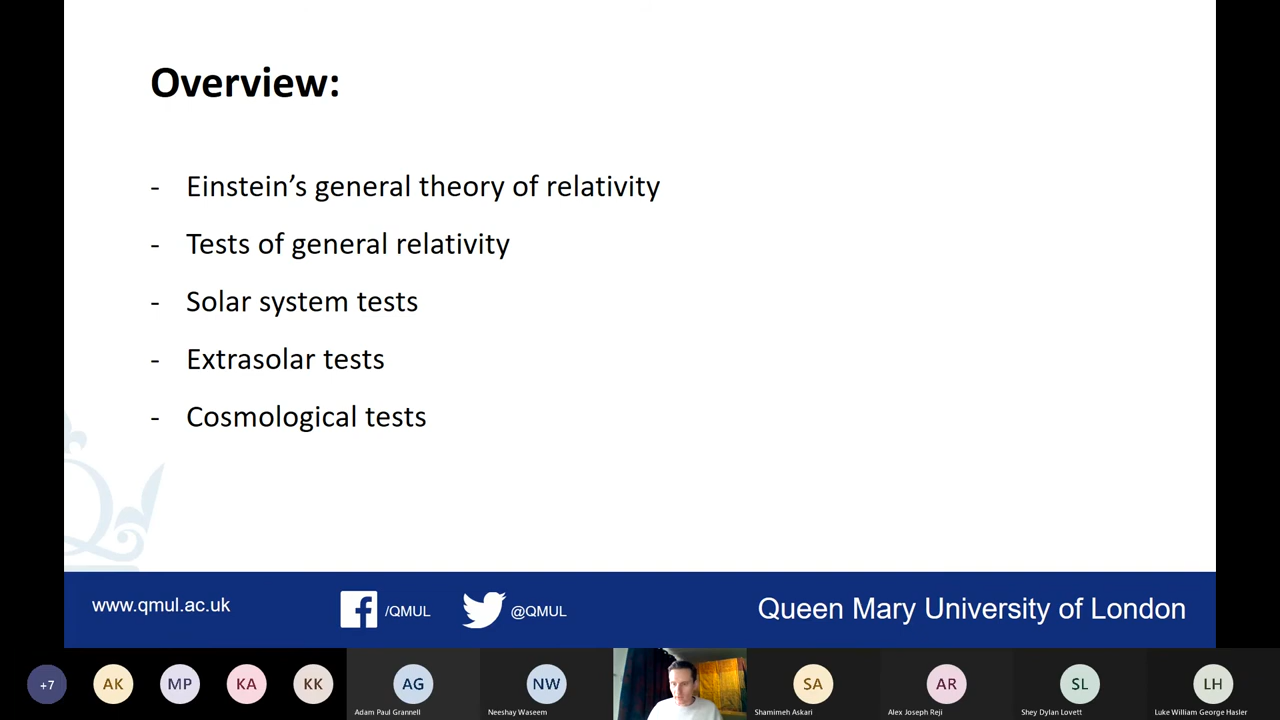 Overview:
- Einstein’s general theory of relativity
- Tests of general relativity
- Solar system tests
- Extrasolar tests
- Cosmological tests
www.qmul.ac.uk
/QMUL
@QMUL
Queen Mary University of London
+7
AK
MP
KA
KK
AG
NW
SA
AR
SL
LH
Adam Paul Grannell
Neeshay Waseem
Shamimeh Askari
Alex Joseph Reji
Shey Dylan Lovett
Luke William George Hasler